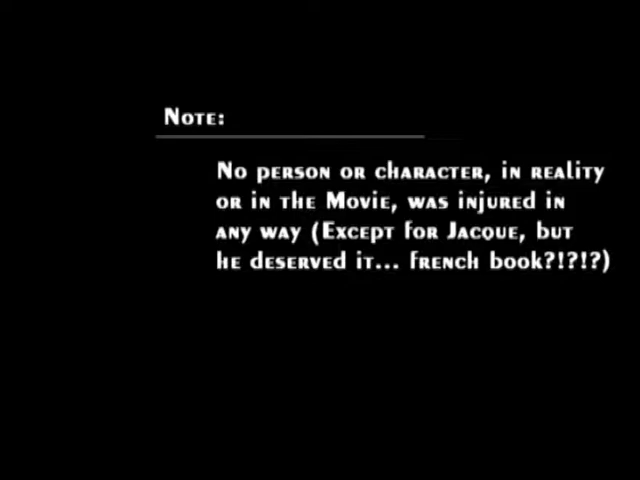 Note:
No person or character, in reality
or in the Movie, was injured in
any way (Except for Jacque, but
he deserved it... french book?!?!?)